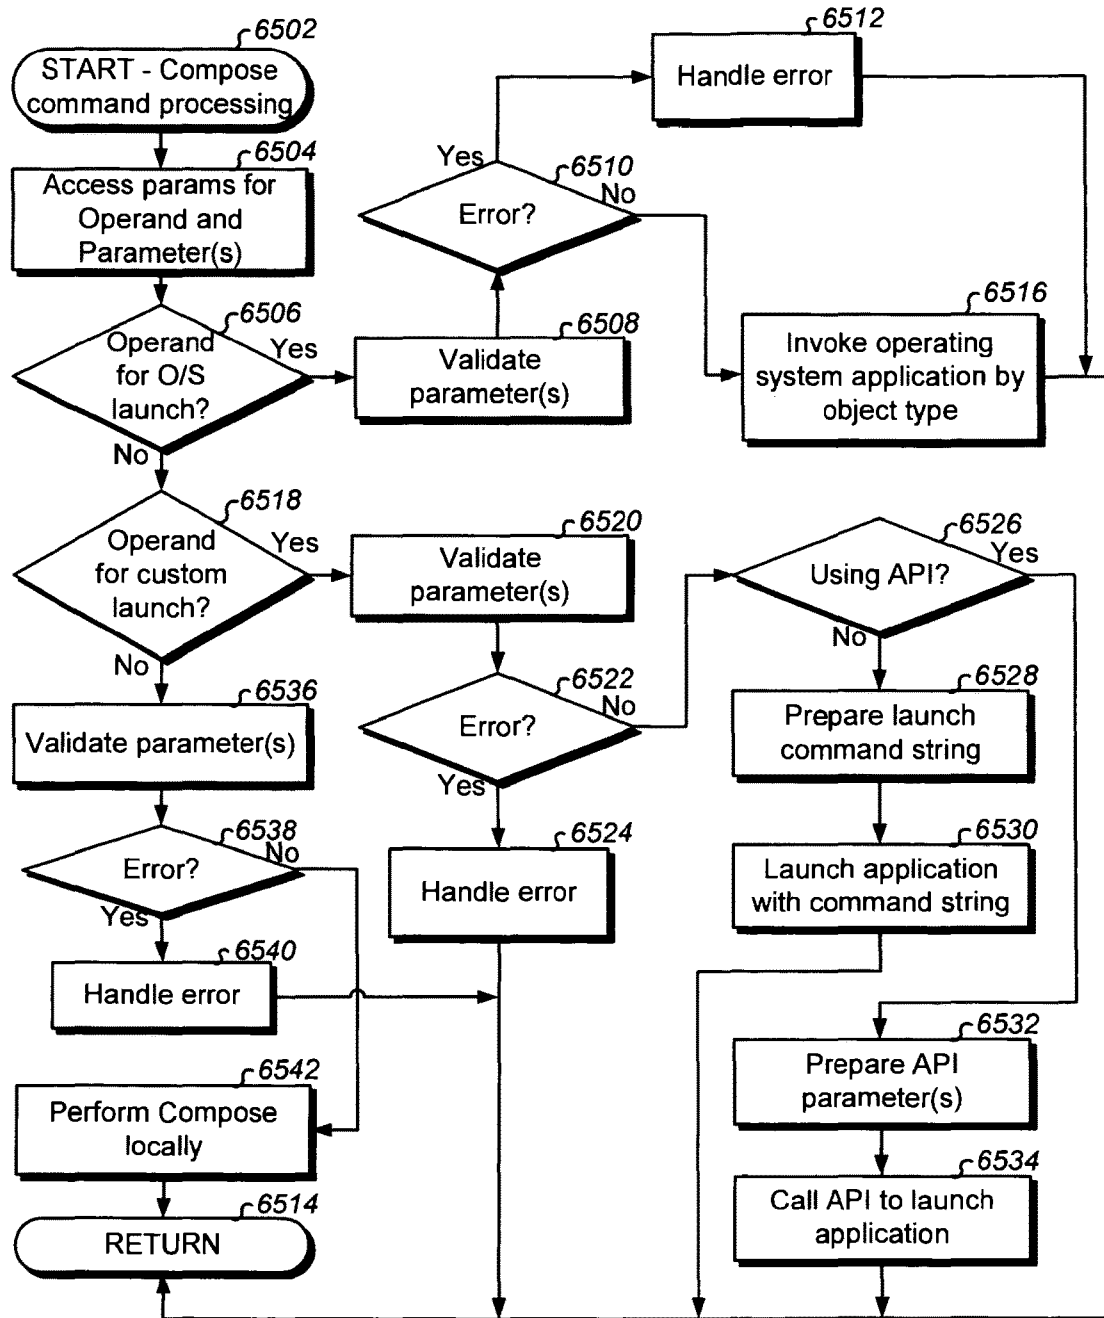 6502
START - Compose
command processing
6504
Access params for
Operand and
Parameter(s)
6506
Operand
for O/S
launch?
Yes
No
6508
Validate
parameter(s)
6510
Error?
Yes
No
6512
Handle error
6516
Invoke operating
system application by
object type
6518
Operand
for custom
launch?
Yes
No
6520
Validate
parameter(s)
6522
Error?
No
Yes
6524
Handle error
6526
Using API?
Yes
No
6528
Prepare launch
command string
6530
Launch application
with command string
6532
Prepare API
parameter(s)
6534
Call API to launch
application
6536
Validate parameter(s)
6538
Error?
No
Yes
6540
Handle error
6542
Perform Compose
locally
6514
RETURN